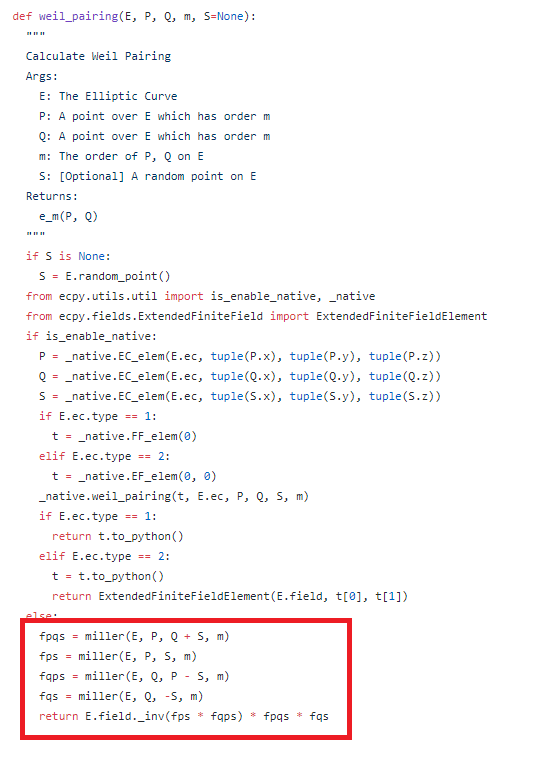 def weil_pairing(E, P, Q, m, S=None):
"""
Calculate Weil Pairing
Args:
E: The Elliptic Curve
P: A point over E which has order m
Q: A point over E which has order m
m: The order of P, Q on E
S: [Optional] A random point on E
Returns:
e_m(P, Q)
"""
if S is None:
S = E.random_point()
from ecpy.utils.util import is_enable_native, _native
from ecpy.fields.ExtendedFiniteField import ExtendedFiniteFieldElement
if is_enable_native:
P = _native.EC_elem(E.ec, tuple(P.x), tuple(P.y), tuple(P.z))
Q = _native.EC_elem(E.ec, tuple(Q.x), tuple(Q.y), tuple(Q.z))
S = _native.EC_elem(E.ec, tuple(S.x), tuple(S.y), tuple(S.z))
if E.ec.type == 1:
t = _native.FF_elem(0)
elif E.ec.type == 2:
t = _native.EF_elem(0, 0)
_native.weil_pairing(t, E.ec, P, Q, S, m)
if E.ec.type == 1:
return t.to_python()
elif E.ec.type == 2:
t = t.to_python()
return ExtendedFiniteFieldElement(E.field, t[0], t[1])
else:
fpqs = miller(E, P, Q + S, m)
fps = miller(E, P, S, m)
fqps = miller(E, Q, P - S, m)
fqs = miller(E, Q, -S, m)
return E.field._inv(fps * fqps) * fpqs * fqs